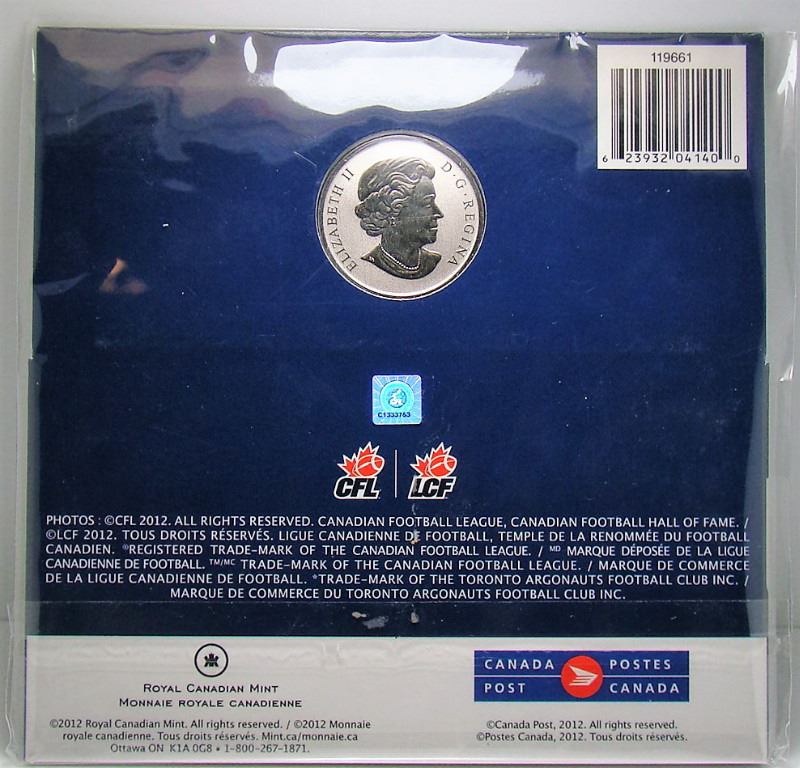 119661
6 23932 04140 0
ELIZABETH II D·G·REGINA
C1333763
CFL LCF
PHOTOS : ©CFL 2012. ALL RIGHTS RESERVED. CANADIAN FOOTBALL LEAGUE, CANADIAN FOOTBALL HALL OF FAME. /
©LCF 2012. TOUS DROITS RÉSERVÉS. LIGUE CANADIENNE DE FOOTBALL, TEMPLE DE LA RENOMMÉE DU FOOTBALL
CANADIEN. ®REGISTERED TRADE-MARK OF THE CANADIAN FOOTBALL LEAGUE. / MD MARQUE DÉPOSÉE DE LA LIGUE
CANADIENNE DE FOOTBALL. TM/MC TRADE-MARK OF THE CANADIAN FOOTBALL LEAGUE. / MARQUE DE COMMERCE
DE LA LIGUE CANADIENNE DE FOOTBALL. *TRADE-MARK OF THE TORONTO ARGONAUTS FOOTBALL CLUB INC. /
MARQUE DE COMMERCE DU TORONTO ARGONAUTS FOOTBALL CLUB INC.
ROYAL CANADIAN MINT
MONNAIE ROYALE CANADIENNE
©2012 Royal Canadian Mint. All rights reserved. / ©2012 Monnaie
royale canadienne. Tous droits réservés. Mint.ca/monnaie.ca
Ottawa ON K1A 0G8 • 1-800-267-1871.
CANADA POSTES
POST CANADA
©Canada Post, 2012. All rights reserved.
©Postes Canada, 2012. Tous droits réservés.